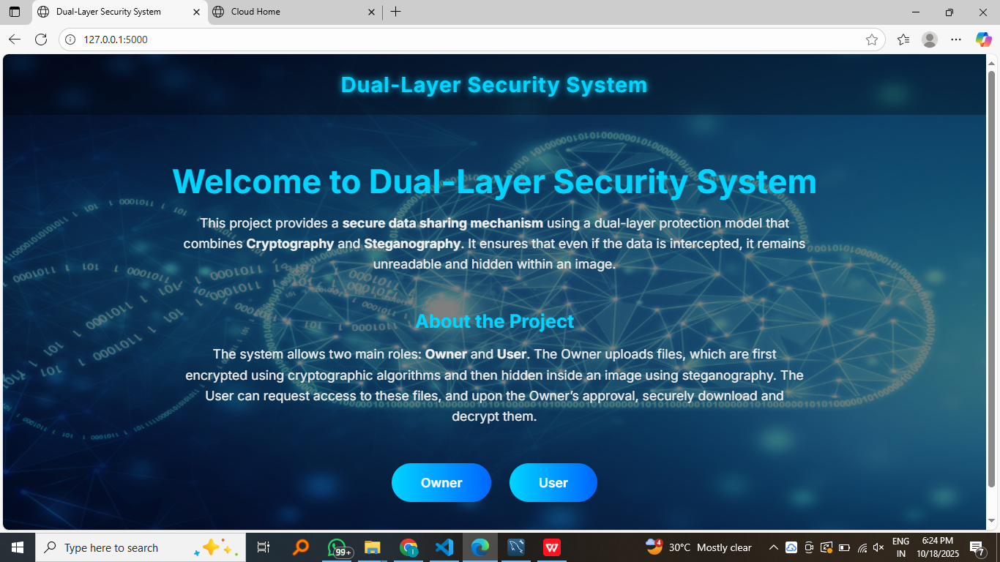 Dual-Layer Security System
Cloud Home
127.0.0.1:5000
Dual-Layer Security System
Welcome to Dual-Layer Security System
This project provides a secure data sharing mechanism using a dual-layer protection model that
combines Cryptography and Steganography. It ensures that even if the data is intercepted, it remains
unreadable and hidden within an image.
About the Project
The system allows two main roles: Owner and User. The Owner uploads files, which are first
encrypted using cryptographic algorithms and then hidden inside an image using steganography. The
User can request access to these files, and upon the Owner’s approval, securely download and
decrypt them.
Owner
User
Type here to search
99+
4
30°C Mostly clear
ENG
IN
6:24 PM
10/18/2025
7